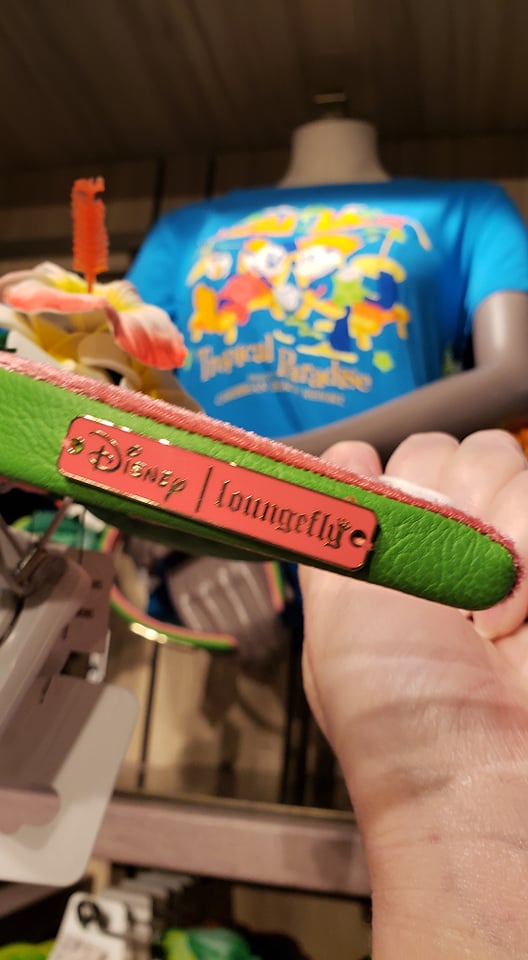 Tropical Paradise
Disney | loungefly